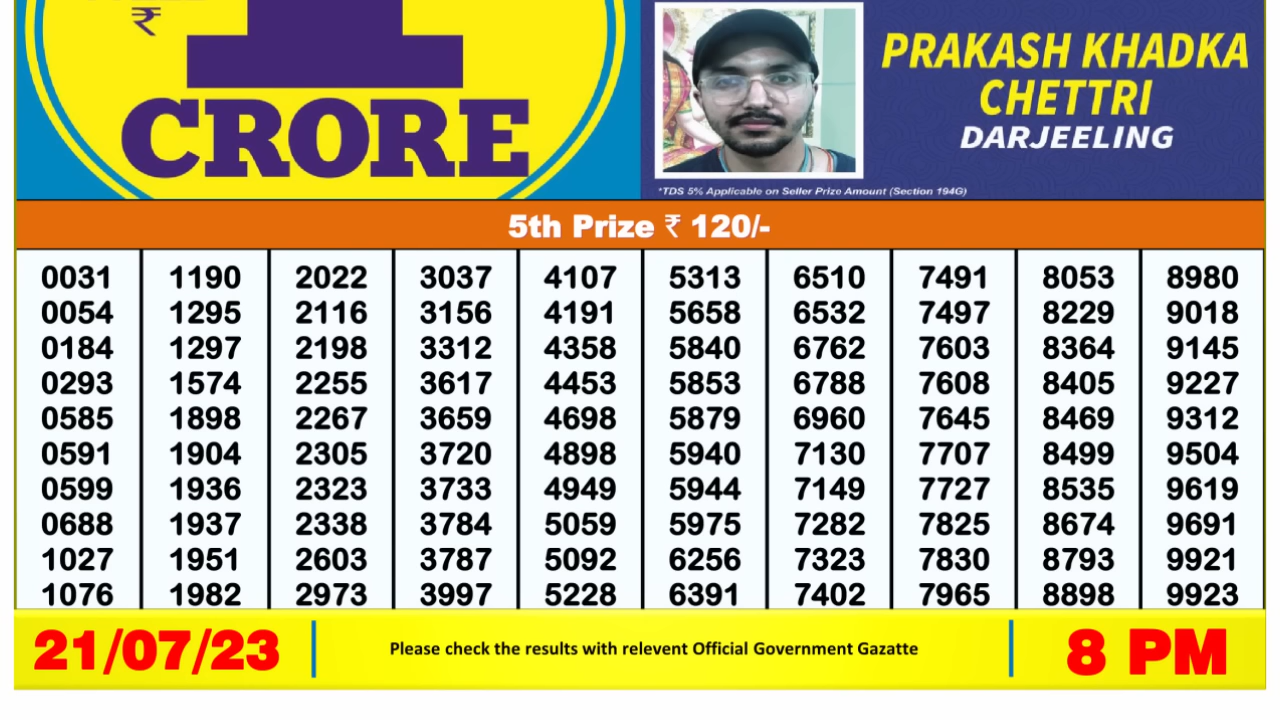 ₹
1
CRORE
PRAKASH KHADKA
CHETTRI
DARJEELING
*TDS 5% Applicable on Seller Prize Amount (Section 194G)
5th Prize ₹ 120/-
0031 1190 2022 3037 4107 5313 6510 7491 8053 8980
0054 1295 2116 3156 4191 5658 6532 7497 8229 9018
0184 1297 2198 3312 4358 5840 6762 7603 8364 9145
0293 1574 2255 3617 4453 5853 6788 7608 8405 9227
0585 1898 2267 3659 4698 5879 6960 7645 8469 9312
0591 1904 2305 3720 4898 5940 7130 7707 8499 9504
0599 1936 2323 3733 4949 5944 7149 7727 8535 9619
0688 1937 2338 3784 5059 5975 7282 7825 8674 9691
1027 1951 2603 3787 5092 6256 7323 7830 8793 9921
1076 1982 2973 3997 5228 6391 7402 7965 8898 9923
21/07/23 Please check the results with relevent Official Government Gazatte 8 PM